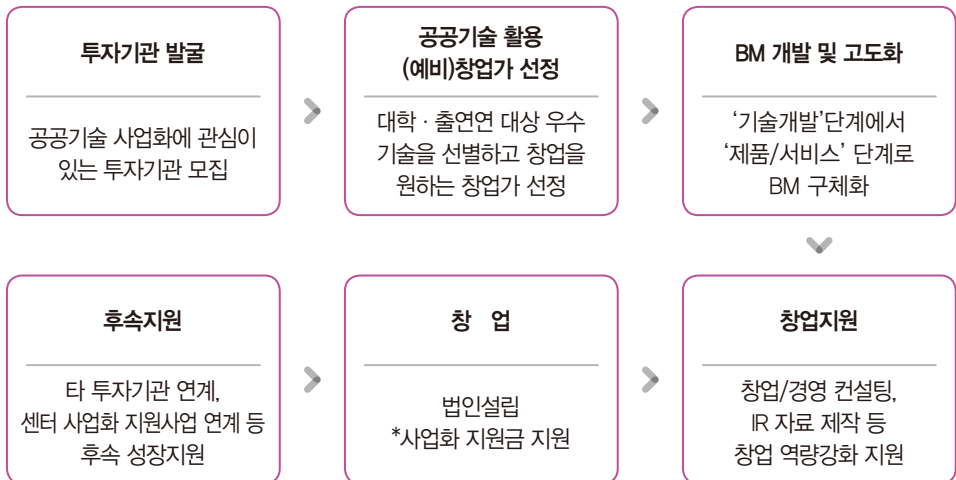 투자기관 발굴
공공기술 사업화에 관심이
있는 투자기관 모집
공공기술 활용
(예비)창업가 선정
대학 · 출연연 대상 우수
기술을 선별하고 창업을
원하는 창업가 선정
BM 개발 및 고도화
‘기술개발’단계에서
‘제품/서비스’ 단계로
BM 구체화
후속지원
타 투자기관 연계,
센터 사업화 지원사업 연계 등
후속 성장지원
창 업
법인설립
*사업화 지원금 지원
창업지원
창업/경영 컨설팅,
IR 자료 제작 등
창업 역량강화 지원